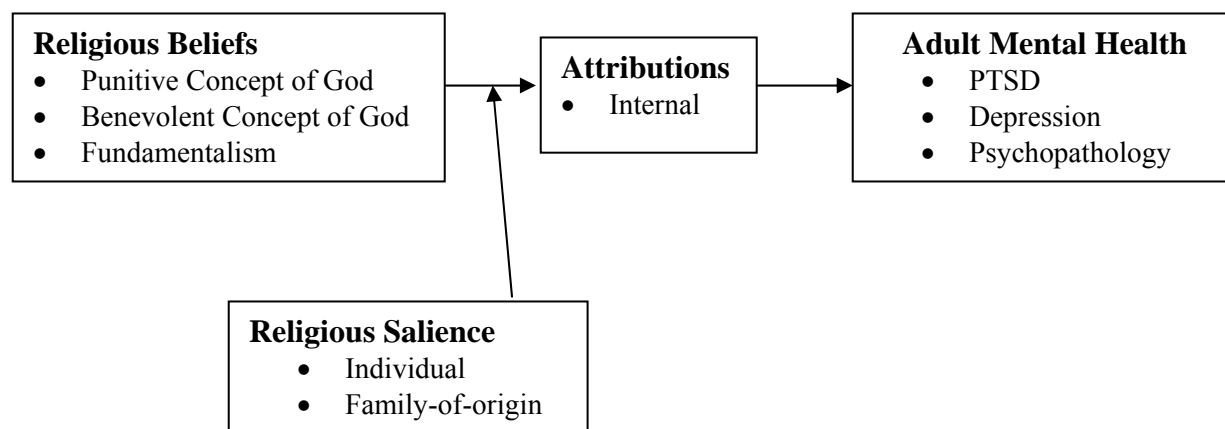 Religious Beliefs
• Punitive Concept of God
• Benevolent Concept of God
• Fundamentalism
Attributions
• Internal
Adult Mental Health
• PTSD
• Depression
• Psychopathology
Religious Salience
• Individual
• Family-of-origin